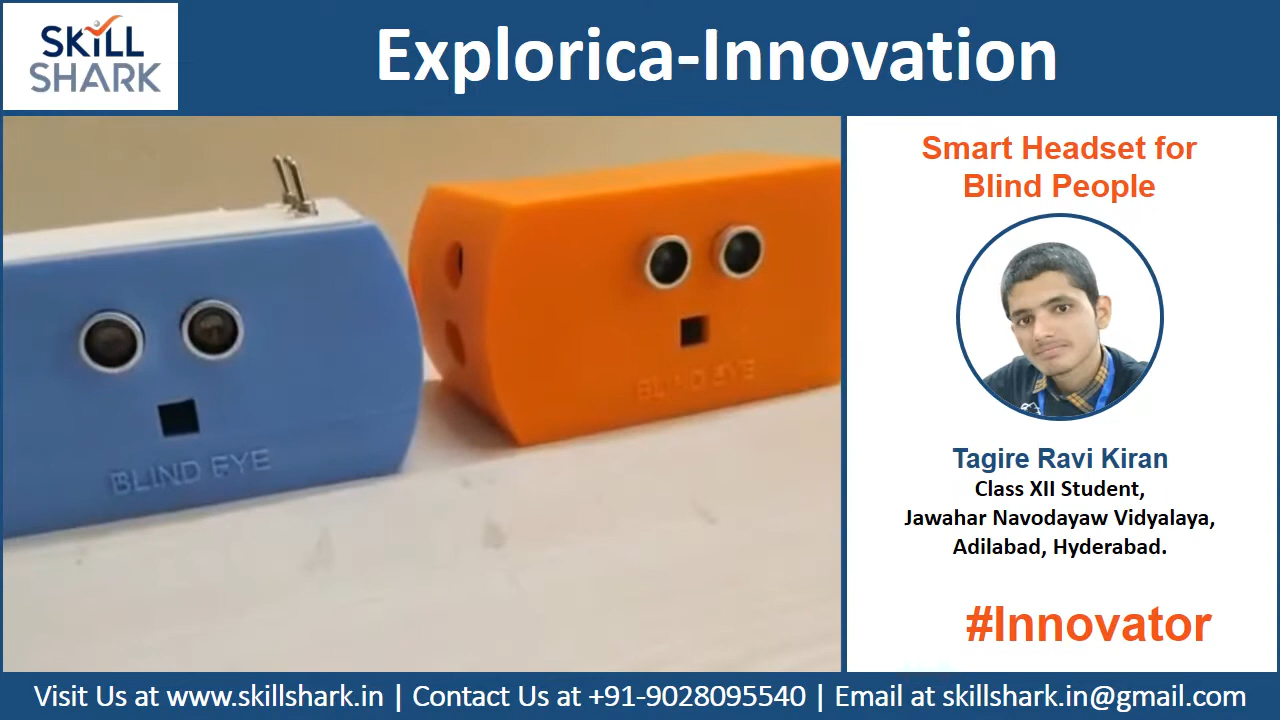 SKILL
SHARK
Explorica-Innovation
BLIND EYE
BLIND EYE
Smart Headset for
Blind People
Tagire Ravi Kiran
Class XII Student,
Jawahar Navodayaw Vidyalaya,
Adilabad, Hyderabad.
#Innovator
Visit Us at www.skillshark.in | Contact Us at +91-9028095540 | Email at skillshark.in@gmail.com